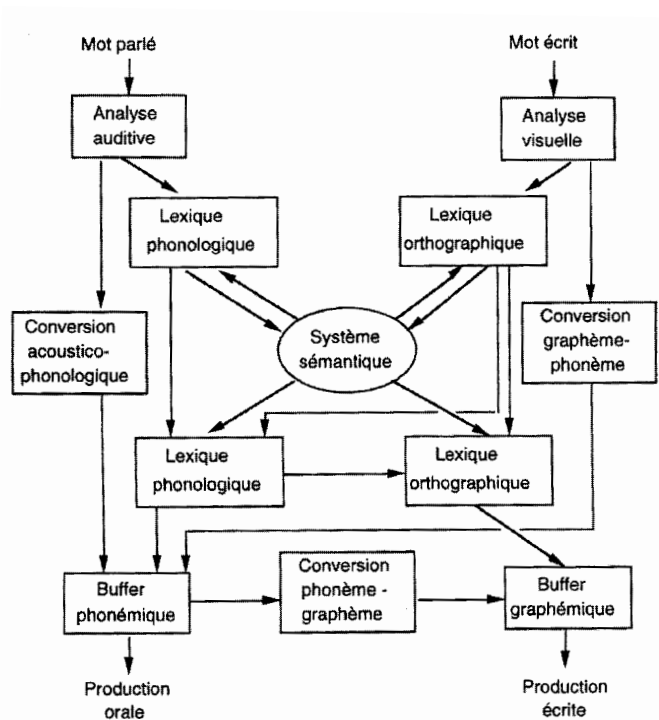 Mot parlé
Mot écrit
Analyse
auditive
Analyse
visuelle
Lexique
phonologique
Lexique
orthographique
Conversion
acoustico-
phonologique
Système
sémantique
Conversion
graphème-
phonème
Lexique
phonologique
Lexique
orthographique
Buffer
phonémique
Conversion
phonème -
graphème
Buffer
graphémique
Production
orale
Production
écrite